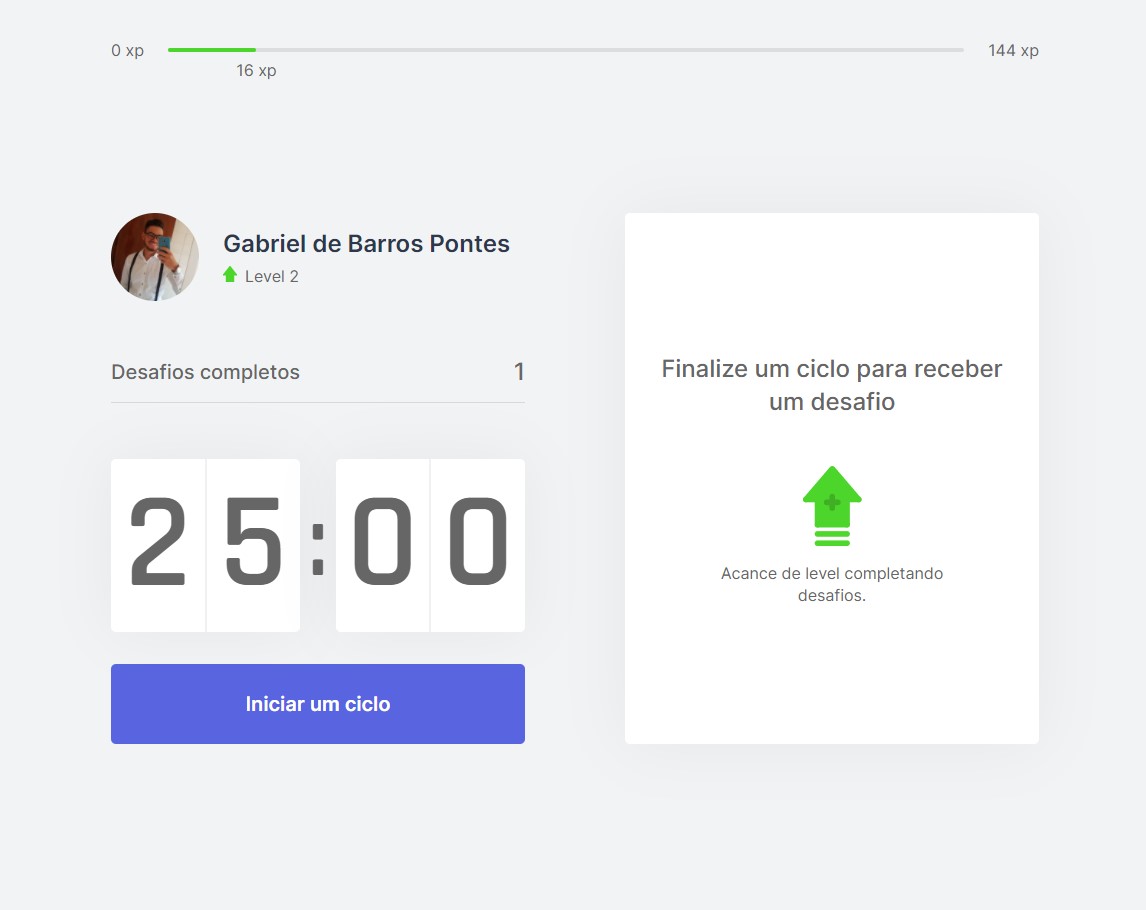 0 xp
144 xp
16 xp
Gabriel de Barros Pontes
Level 2
Desafios completos
1
25:00
Iniciar um ciclo
Finalize um ciclo para receber
um desafio
Acance de level completando
desafios.